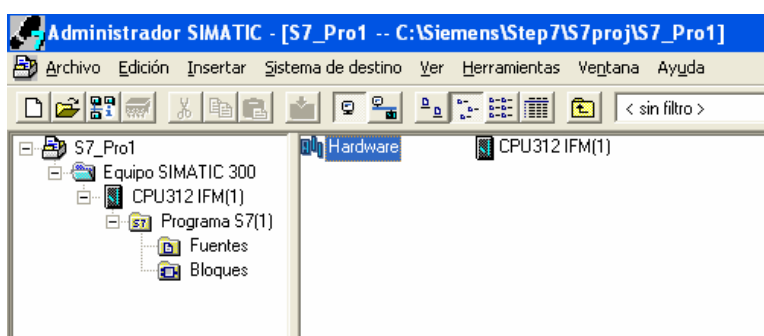 Administrador SIMATIC - [S7_Pro1 -- C:\Siemens\Step7\S7proj\S7_Pro1]
Archivo Edición Insertar Sistema de destino Ver Herramientas Ventana Ayuda
< sin filtro >
S7_Pro1
Equipo SIMATIC 300
CPU312 IFM(1)
Programa S7(1)
Fuentes
Bloques
Hardware CPU312 IFM(1)